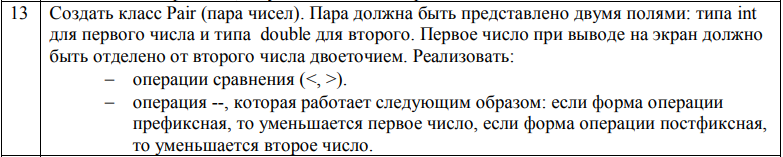 13 Создать класс Pair (пара чисел). Пара должна быть представлено двумя полями: типа int
для первого числа и типа double для второго. Первое число при выводе на экран должно
быть отделено от второго числа двоеточием. Реализовать:
– операции сравнения (<, >).
– операция --, которая работает следующим образом: если форма операции
префиксная, то уменьшается первое число, если форма операции постфиксная,
то уменьшается второе число.